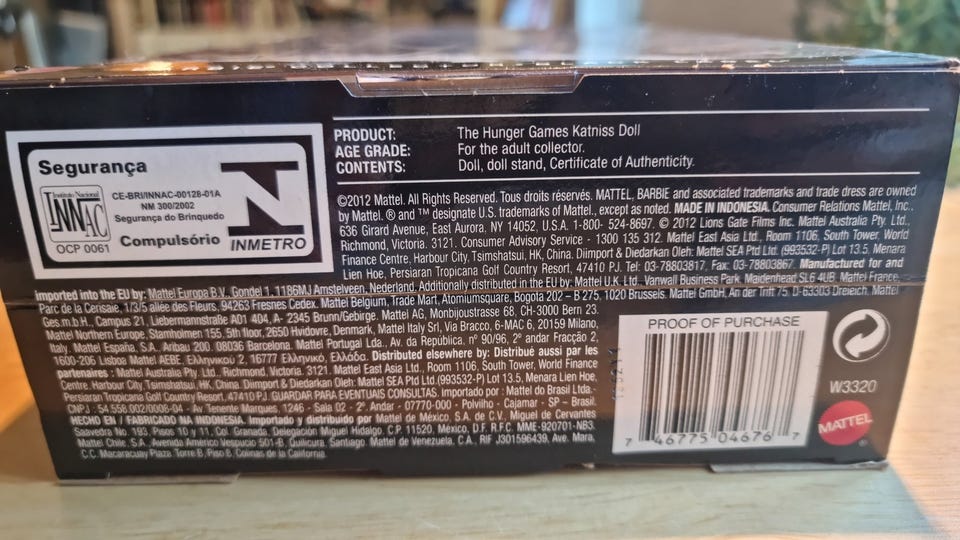 Segurança
Instituto Nacional
INNAC
OCP 0061
CE-BRI/INNAC-00128-01A
NM 300/2002
Segurança do Brinquedo
Compulsório
N
INMETRO
PRODUCT: The Hunger Games Katniss Doll
AGE GRADE: For the adult collector.
CONTENTS: Doll, doll stand, Certificate of Authenticity.
©2012 Mattel. All Rights Reserved. Tous droits réservés. MATTEL, BARBIE and associated trademarks and trade dress are owned
by Mattel. ® and ™ designate U.S. trademarks of Mattel, except as noted. MADE IN INDONESIA. Consumer Relations Mattel, Inc.,
636 Girard Avenue, East Aurora, NY 14052, U.S.A. 1-800- 524-8697. © 2012 Lions Gate Films Inc. Mattel Australia Pty. Ltd.,
Richmond, Victoria. 3121. Consumer Advisory Service - 1300 135 312. Mattel East Asia Ltd., Room 1106, South Tower, World
Finance Centre, Harbour City, Tsimshatsui, HK, China. Diimport & Diedarkan Oleh: Mattel SEA Ptd Ltd. (993532-P) Lot 13.5, Menara
Lien Hoe, Persiaran Tropicana Golf Country Resort, 47410 PJ. Tel: 03-78803817, Fax: 03-78803867. Manufactured for and
imported into the EU by: Mattel Europa B.V., Gondel 1, 1186MJ Amstelveen, Nederland. Additionally distributed in the EU by: Mattel U.K. Ltd., Vanwall Business Park, Maidenhead SL6 4UB. Mattel France,
Parc de la Cerisaie, 1/3/5 allée des Fleurs, 94263 Fresnes Cedex. Mattel Belgium, Trade Mart, Atomiumsquare, Bogota 202 – B 275, 1020 Brussels. Mattel GmbH, An der Triff 75, D-63303 Dreieich. Mattel
Ges.m.b.H., Campus 21, Liebermannstraße A01 404, A- 2345 Brunn/Gebirge. Mattel AG, Monbijoustrasse 68, CH-3000 Bern 23.
Mattel Northern Europe, Stamholmen 155, 5th floor, 2650 Hvidovre, Denmark, Mattel Italy Srl, Via Bracco, 6-MAC 6, 20159 Milano,
Italy. Mattel España, S.A., Aribau 200. 08036 Barcelona. Mattel Portugal Lda., Av. da República, nº 90/96, 2º andar Fracção 2,
1600-206 Lisboa Mattel AEBE, Ελληνικού 2, 16777 Ελληνικό, Ελλάδα. Distributed elsewhere by: Distribué aussi par les
partenaires : Mattel Australia Pty. Ltd., Richmond, Victoria. 3121. Mattel East Asia Ltd., Room 1106, South Tower, World Finance
Centre, Harbour City, Tsimshatsui, HK, China. Diimport & Diedarkan Oleh: Mattel SEA Ptd Ltd.(993532-P) Lot 13.5, Menara Lien Hoe,
Persiaran Tropicana Golf Country Resort, 47410 PJ. GUARDAR PARA EVENTUAIS CONSULTAS. Importado por : Mattel do Brasil Ltda.-
CNPJ : 54.558.002/0008-04 - Av. Tenente Marques, 1246 - Sala 02 - 2º. Andar - 07770-000 - Polvilho - Cajamar - SP – Brasil.
HECHO EN / FABRICADO NA INDONÉSIA. Importado y distribuido por Mattel de México, S.A. de C.V., Miguel de Cervantes
Saavedra No. 193, Pisos 10 y 11, Col. Granada, Delegación Miguel Hidalgo, C.P. 11520, México, D.F. R.F.C. MME-920701-NB3.
Mattel Chile, S.A., Avenida Américo Vespucio 501-B, Quilicura, Santiago. Mattel de Venezuela, C.A., RIF J301596439, Ave. Mara,
C.C. Macaracuay Plaza, Torre B, Piso 8, Colinas de la California.
PROOF OF PURCHASE
7 46775 04676 7
W3320
MATTEL
®